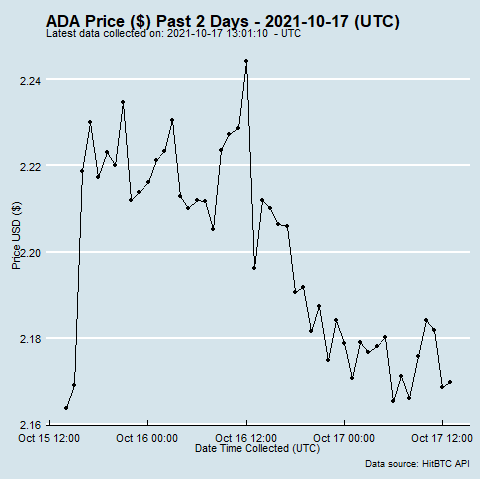 ADA Price ($) Past 2 Days - 2021-10-17 (UTC)
Latest data collected on: 2021-10-17 13:01:10  - UTC
2.24
2.22
2.20
2.18
2.16
Price USD ($)
Oct 15 12:00 Oct 16 00:00 Oct 16 12:00 Oct 17 00:00 Oct 17 12:00
Date Time Collected (UTC)
Data source: HitBTC API